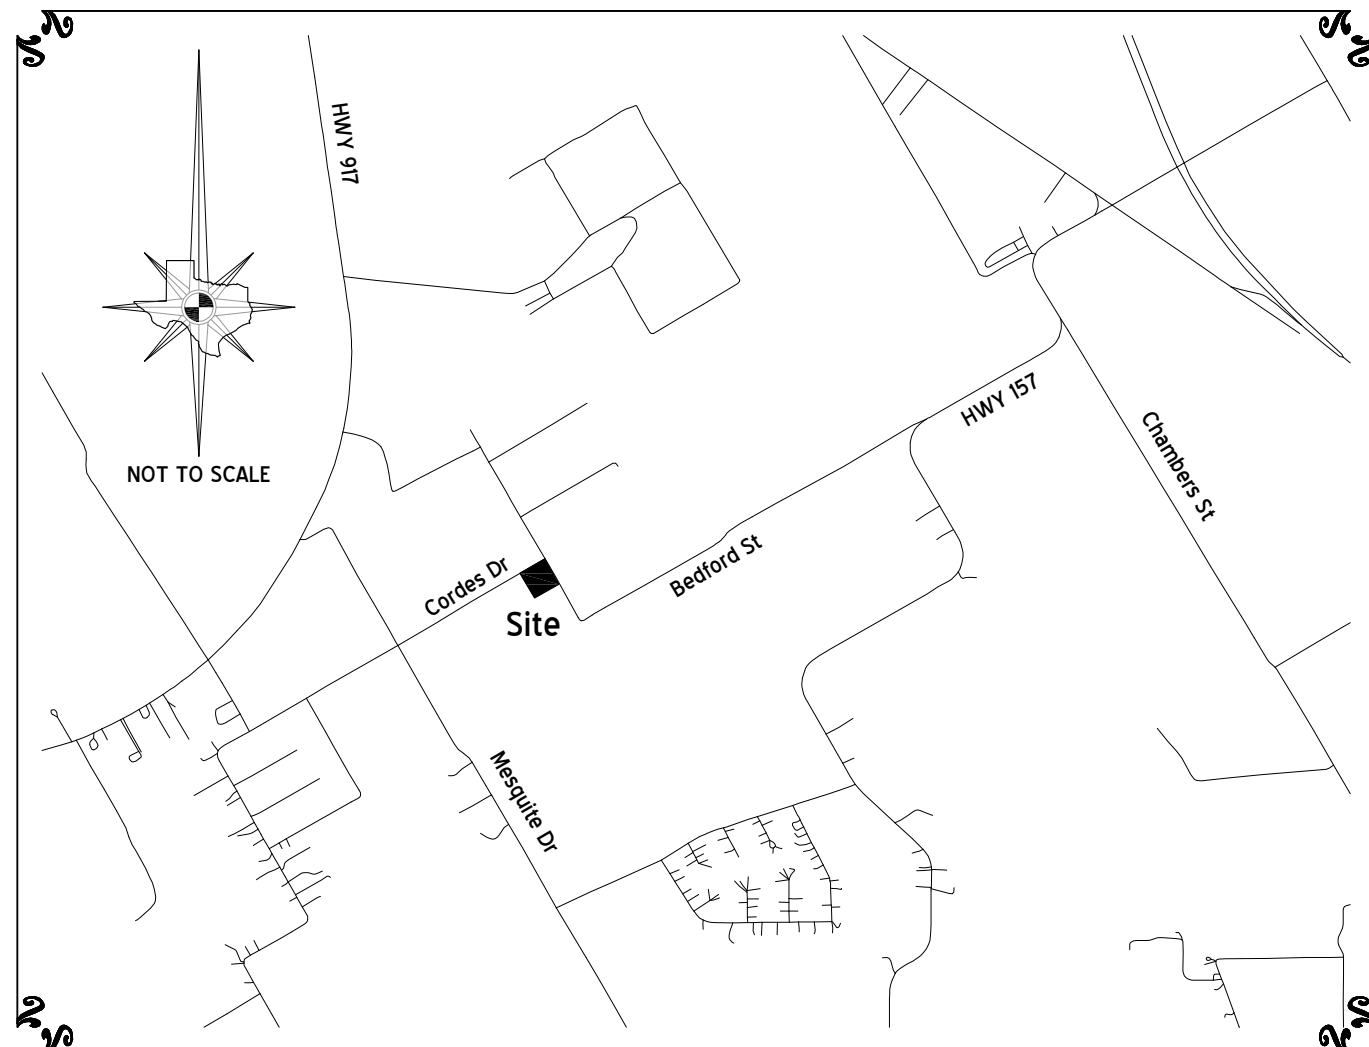 HWY 917
NOT TO SCALE
HWY 157
Chambers St
Bedford St
Cordes Dr
Site
Mesquite Dr